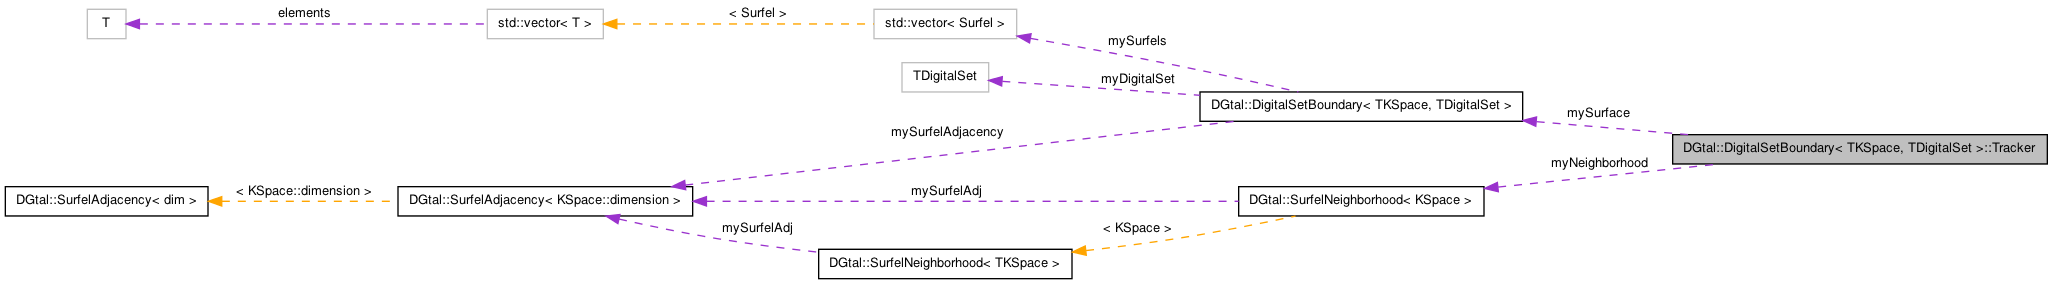 T
elements
std::vector< T >
< Surfel >
std::vector< Surfel >
mySurfels
TDigitalSet
myDigitalSet
DGtal::DigitalSetBoundary< TKSpace, TDigitalSet >
mySurface
mySurfelAdjacency
DGtal::DigitalSetBoundary< TKSpace, TDigitalSet >::Tracker
myNeighborhood
DGtal::SurfelAdjacency< dim >
< KSpace::dimension >
DGtal::SurfelAdjacency< KSpace::dimension >
mySurfelAdj
DGtal::SurfelNeighborhood< KSpace >
mySurfelAdj
< KSpace >
DGtal::SurfelNeighborhood< TKSpace >